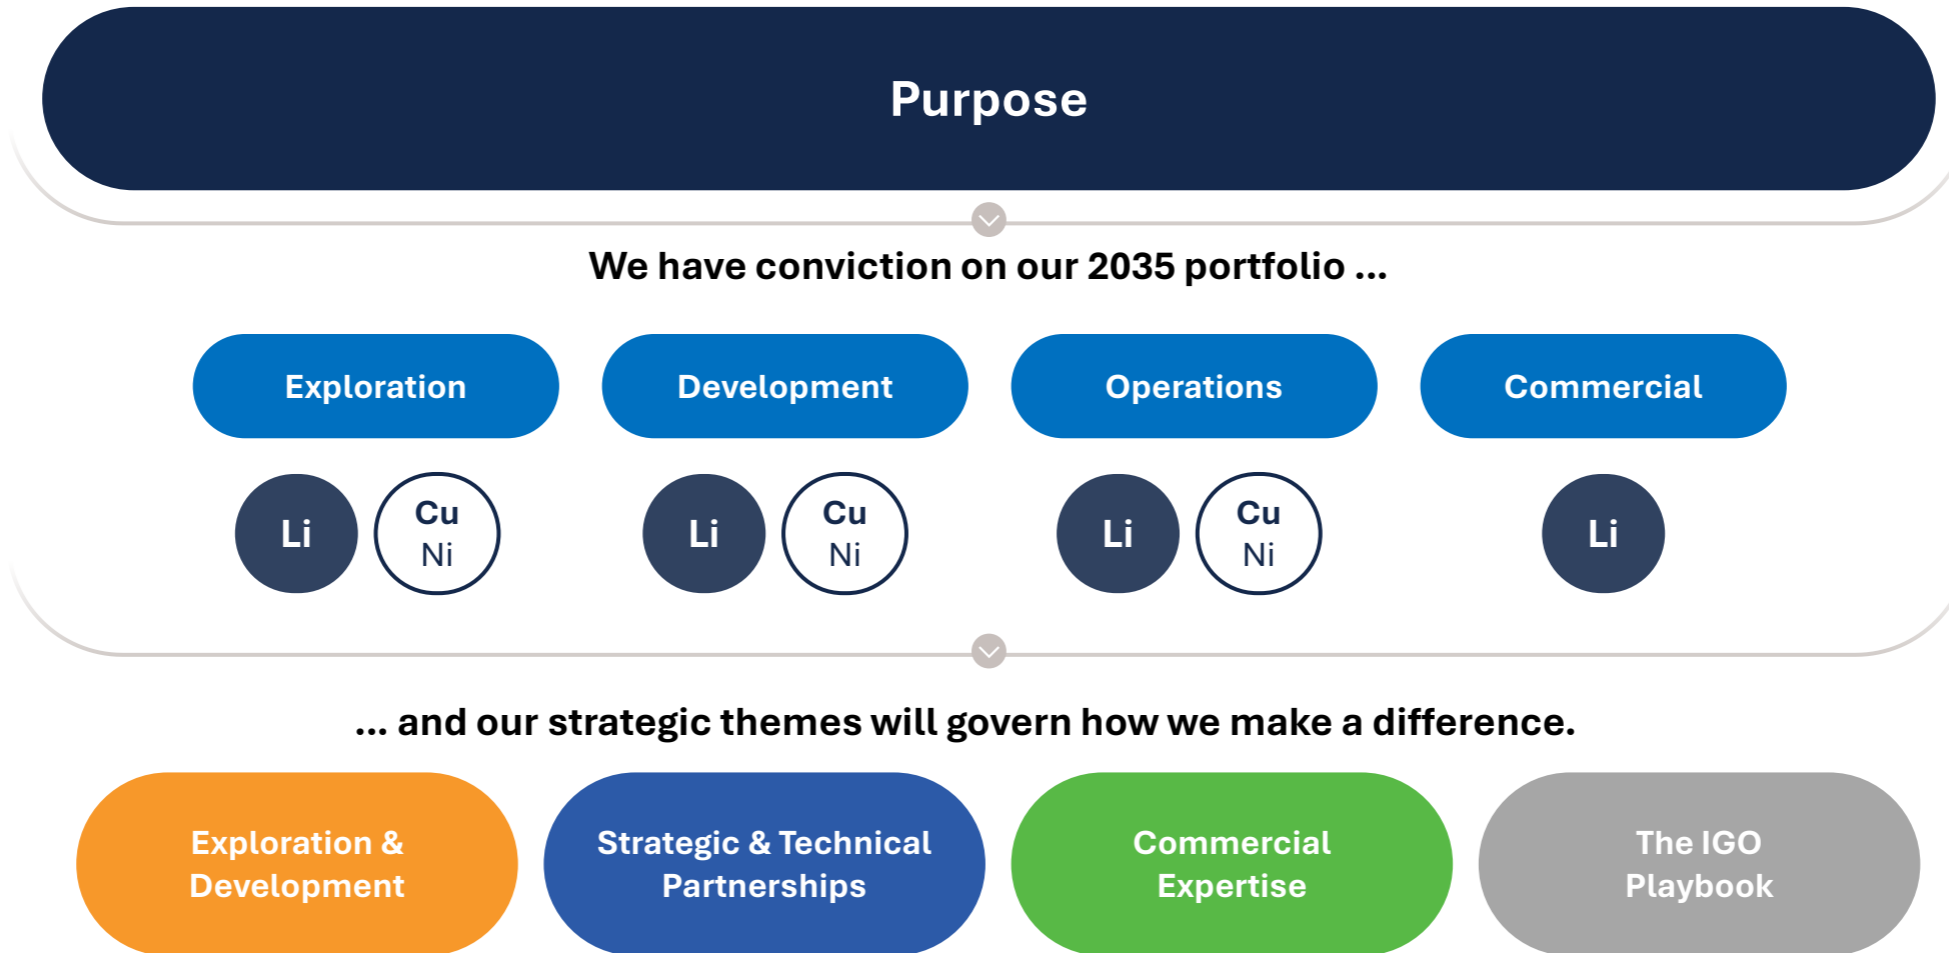 Purpose
We have conviction on our 2035 portfolio ...
Exploration
Development
Operations
Commercial
Li
Cu
Ni
Li
Cu
Ni
Li
Cu
Ni
Li
... and our strategic themes will govern how we make a difference.
Exploration &
Development
Strategic & Technical
Partnerships
Commercial
Expertise
The IGO
Playbook